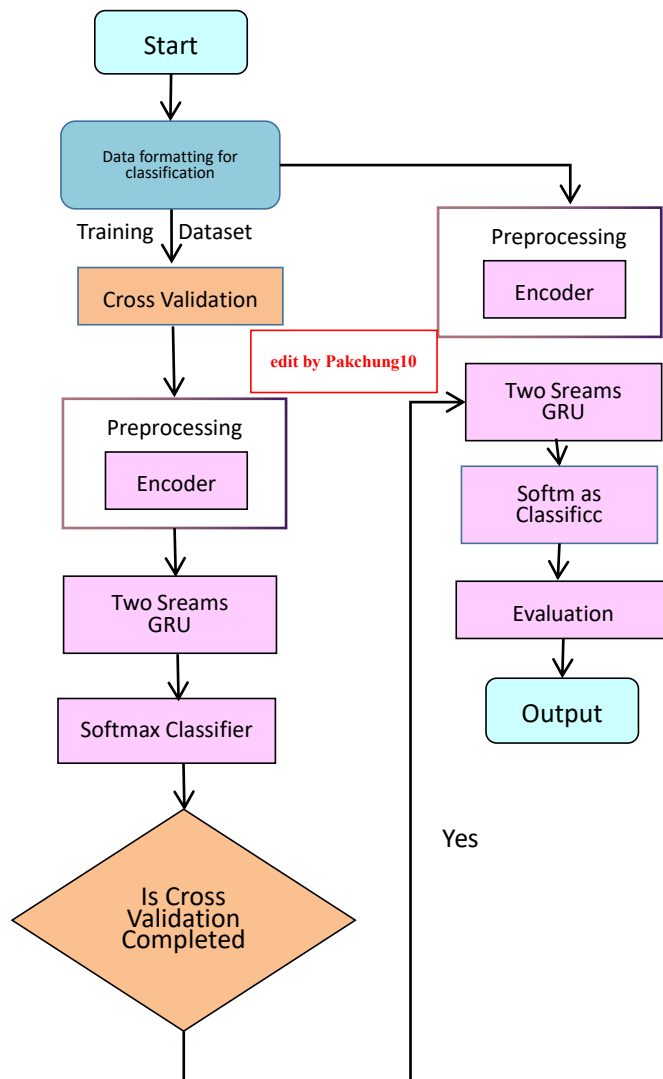 Start
Data formatting for
classification
Training Dataset
Cross Validation
Preprocessing
Encoder
Two Sreams
GRU
Softmax Classifier
Is Cross
Validation
Completed
Preprocessing
Encoder
edit by Pakchung10
Two Sreams
GRU
Softm as
Classificc
Evaluation
Output
Yes